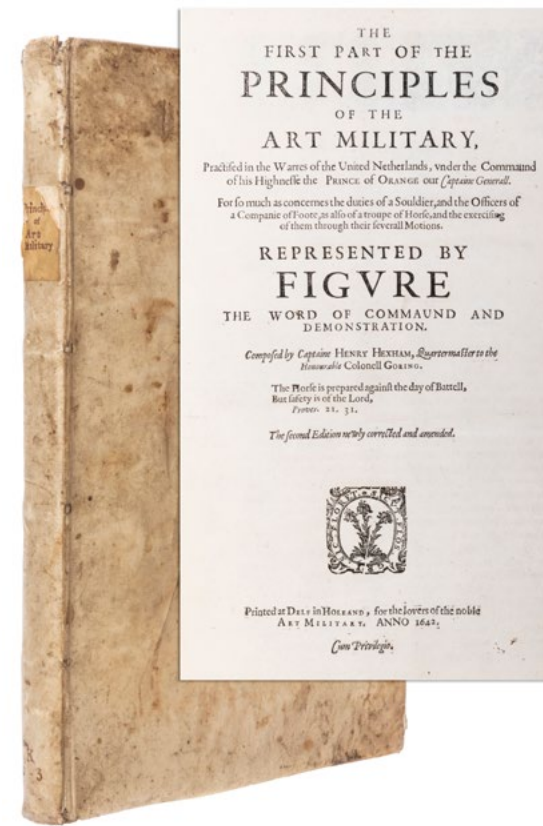 Princ.
of
Art
Military
K
3
THE
FIRST PART OF THE
PRINCIPLES
OF THE
ART MILITARY,
Practiſed in the Warres of the United Netherlands, vnder the Commaund
of his Highneſſe the PRINCE of ORANGE our Captaine Generall.
For ſo much as concernes the duties of a Souldier, and the Officers of
a Companie of Foote, as alſo of a troupe of Horſe, and the exerciſing
of them through their ſeverall Motions.
REPRESENTED BY
FIGVRE
THE WORD OF COMMAUND AND
DEMONSTRATION.
Compoſed by Captaine HENRY HEXHAM, Quartermaſter to the
Honourable Colonell GORING.
The Horſe is prepared againſt the day of Battell,
But ſafety is of the Lord,
Prover. 21. 31.
The ſecond Edition newly corrected and amended.
SIC FLORET
Printed at DELF in HOLLAND, for the lovers of the noble
ART MILITARY, ANNO 1642.
Cum Privilegio.